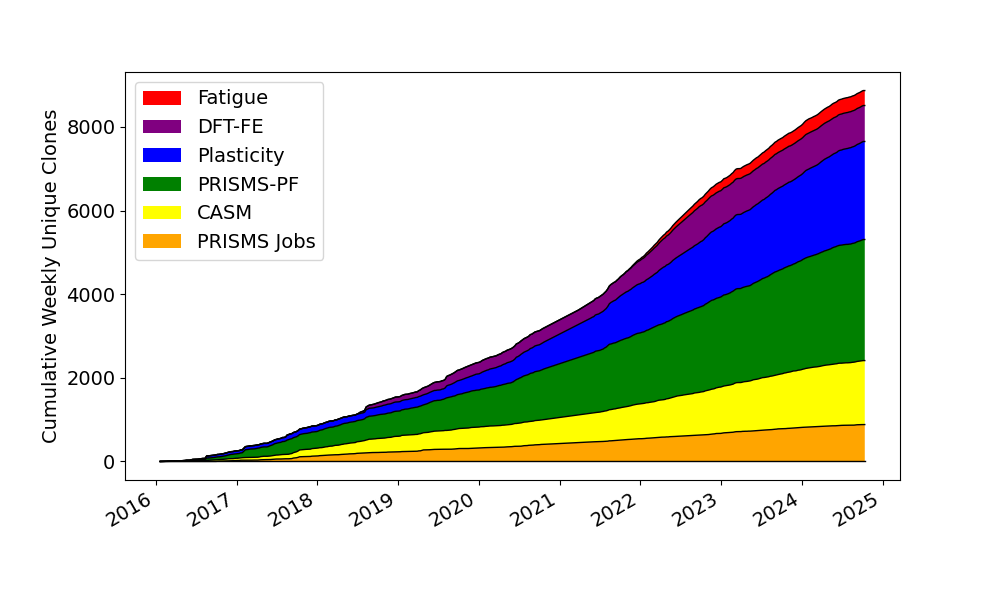 Cumulative Weekly Unique Clones
8000
6000
4000
2000
0
Fatigue
DFT-FE
Plasticity
PRISMS-PF
CASM
PRISMS Jobs
2016
2017
2018
2019
2020
2021
2022
2023
2024
2025